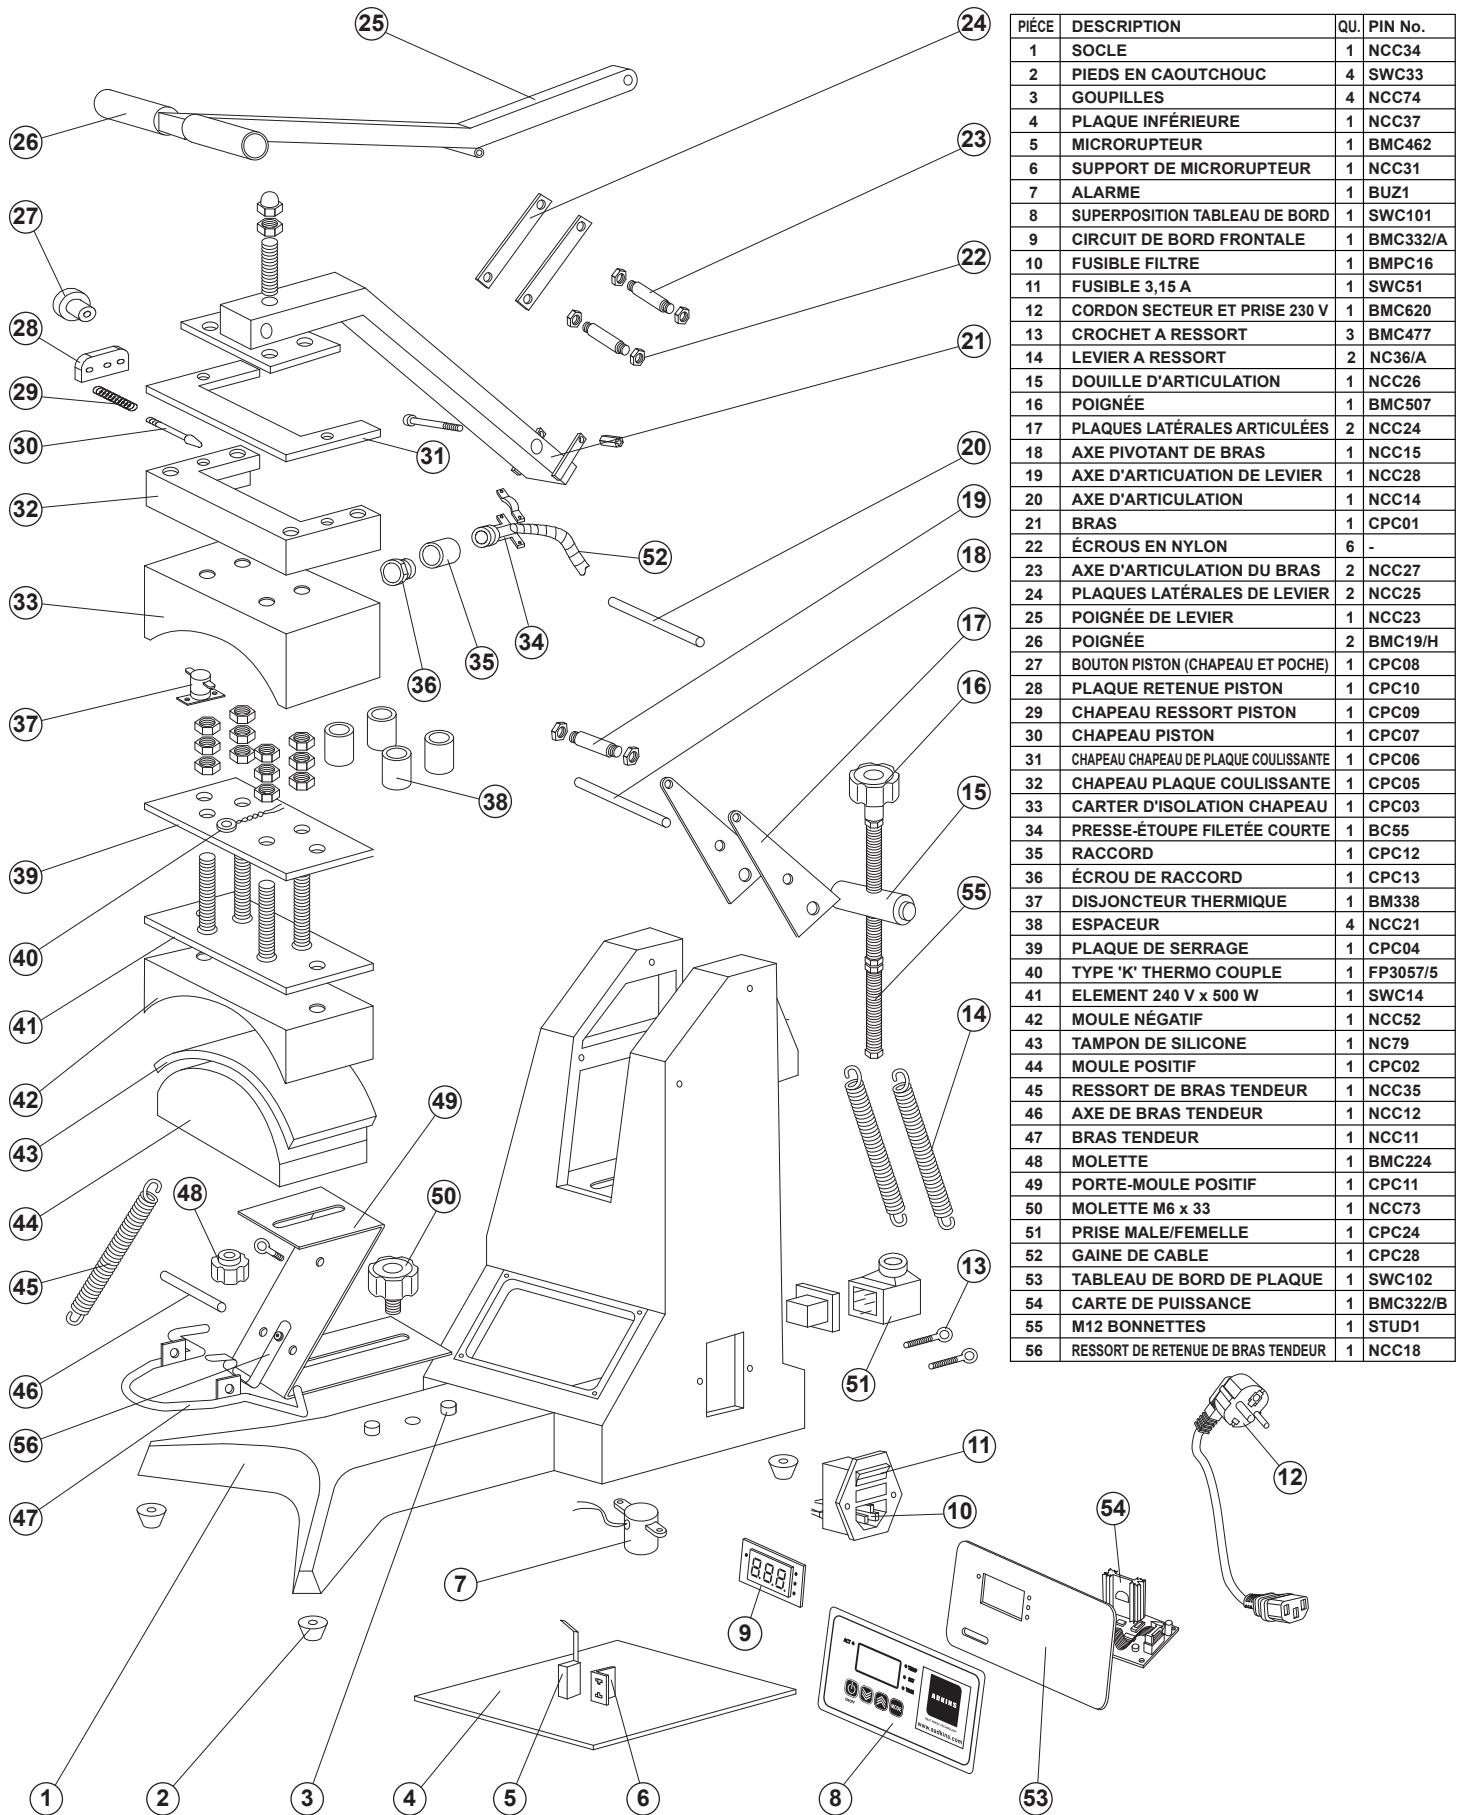 PIÉCE DESCRIPTION QU. PIN No.
1 SOCLE 1 NCC34
2 PIEDS EN CAOUTCHOUC 4 SWC33
3 GOUPILLES 4 NCC74
4 PLAQUE INFÉRIEURE 1 NCC37
5 MICRORUPTEUR 1 BMC462
6 SUPPORT DE MICRORUPTEUR 1 NCC31
7 ALARME 1 BUZ1
8 SUPERPOSITION TABLEAU DE BORD 1 SWC101
9 CIRCUIT DE BORD FRONTALE 1 BMC332/A
10 FUSIBLE FILTRE 1 BMPC16
11 FUSIBLE 3,15 A 1 SWC51
12 CORDON SECTEUR ET PRISE 230 V 1 BMC620
13 CROCHET A RESSORT 3 BMC477
14 LEVIER A RESSORT 2 NC36/A
15 DOUILLE D'ARTICULATION 1 NCC26
16 POIGNÉE 1 BMC507
17 PLAQUES LATÉRALES ARTICULÉES 2 NCC24
18 AXE PIVOTANT DE BRAS 1 NCC15
19 AXE D'ARTICUATION DE LEVIER 1 NCC28
20 AXE D'ARTICULATION 1 NCC14
21 BRAS 1 CPC01
22 ÉCROUS EN NYLON 6 -
23 AXE D'ARTICULATION DU BRAS 2 NCC27
24 PLAQUES LATÉRALES DE LEVIER 2 NCC25
25 POIGNÉE DE LEVIER 1 NCC23
26 POIGNÉE 2 BMC19/H
27 BOUTON PISTON (CHAPEAU ET POCHE) 1 CPC08
28 PLAQUE RETENUE PISTON 1 CPC10
29 CHAPEAU RESSORT PISTON 1 CPC09
30 CHAPEAU PISTON 1 CPC07
31 CHAPEAU CHAPEAU DE PLAQUE COULISSANTE 1 CPC06
32 CHAPEAU PLAQUE COULISSANTE 1 CPC05
33 CARTER D'ISOLATION CHAPEAU 1 CPC03
34 PRESSE-ÉTOUPE FILETÉE COURTE 1 BC55
35 RACCORD 1 CPC12
36 ÉCROU DE RACCORD 1 CPC13
37 DISJONCTEUR THERMIQUE 1 BM338
38 ESPACEUR 4 NCC21
39 PLAQUE DE SERRAGE 1 CPC04
40 TYPE 'K' THERMO COUPLE 1 FP3057/5
41 ELEMENT 240 V x 500 W 1 SWC14
42 MOULE NÉGATIF 1 NCC52
43 TAMPON DE SILICONE 1 NC79
44 MOULE POSITIF 1 CPC02
45 RESSORT DE BRAS TENDEUR 1 NCC35
46 AXE DE BRAS TENDEUR 1 NCC12
47 BRAS TENDEUR 1 NCC11
48 MOLETTE 1 BMC224
49 PORTE-MOULE POSITIF 1 CPC11
50 MOLETTE M6 x 33 1 NCC73
51 PRISE MALE/FEMELLE 1 CPC24
52 GAINE DE CABLE 1 CPC28
53 TABLEAU DE BORD DE PLAQUE 1 SWC102
54 CARTE DE PUISSANCE 1 BMC322/B
55 M12 BONNETTES 1 STUD1
56 RESSORT DE RETENUE DE BRAS TENDEUR 1 NCC18
25
24
26
23
27
22
28
21
29
30
31
20
32
19
52
18
33
34
17
35
36
16
37
38
15
39
55
40
14
41
42
49
43
48
50
44
13
45
46
51
56
11
12
47
10
54
7
9
ADKINS
www.aadkins.com
1
2
3
4
5
6
8
53